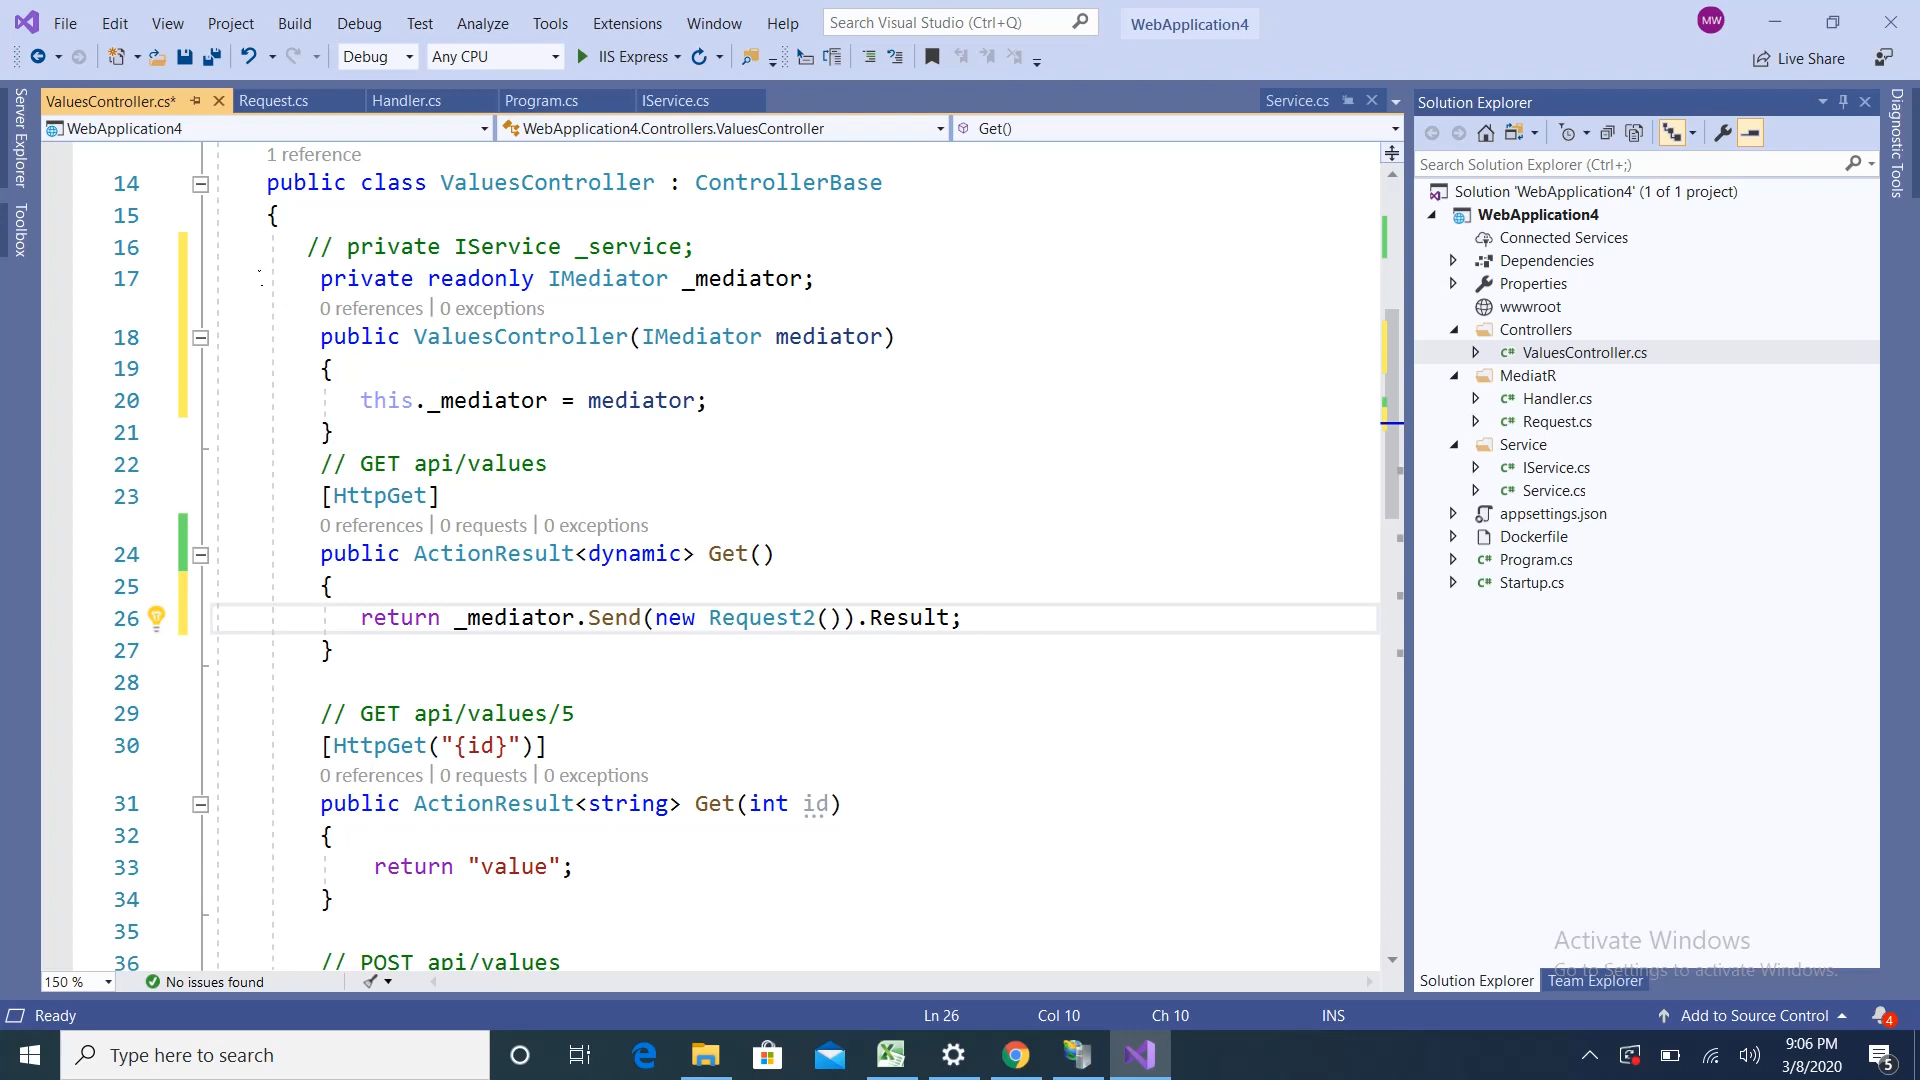 File Edit View Project Build Debug Test Analyze Tools Extensions Window Help Search Visual Studio (Ctrl+Q) WebApplication4 MW
Debug Any CPU IIS Express Live Share
Server Explorer
Toolbox
ValuesController.cs* Request.cs Handler.cs Program.cs IService.cs Service.cs
WebApplication4 WebApplication4.Controllers.ValuesController Get()
1 reference
14 public class ValuesController : ControllerBase
15 {
16 // private IService _service;
17 private readonly IMediator _mediator;
0 references | 0 exceptions
18 public ValuesController(IMediator mediator)
19 {
20 this._mediator = mediator;
21 }
22 // GET api/values
23 [HttpGet]
0 references | 0 requests | 0 exceptions
24 public ActionResult<dynamic> Get()
25 {
26 return _mediator.Send(new Request2()).Result;
27 }
28
29 // GET api/values/5
30 [HttpGet("{id}")]
0 references | 0 requests | 0 exceptions
31 public ActionResult<string> Get(int id)
32 {
33 return "value";
34 }
35
36 // POST api/values
150 % No issues found
Solution Explorer
Search Solution Explorer (Ctrl+;)
Solution 'WebApplication4' (1 of 1 project)
WebApplication4
Connected Services
Dependencies
Properties
wwwroot
Controllers
C# ValuesController.cs
MediatR
C# Handler.cs
C# Request.cs
Service
C# IService.cs
C# Service.cs
appsettings.json
Dockerfile
C# Program.cs
C# Startup.cs
Activate Windows
Go to Settings to activate Windows.
Solution Explorer Team Explorer
Diagnostic Tools
Ready Ln 26 Col 10 Ch 10 INS Add to Source Control 4
Type here to search
9:06 PM
3/8/2020
5